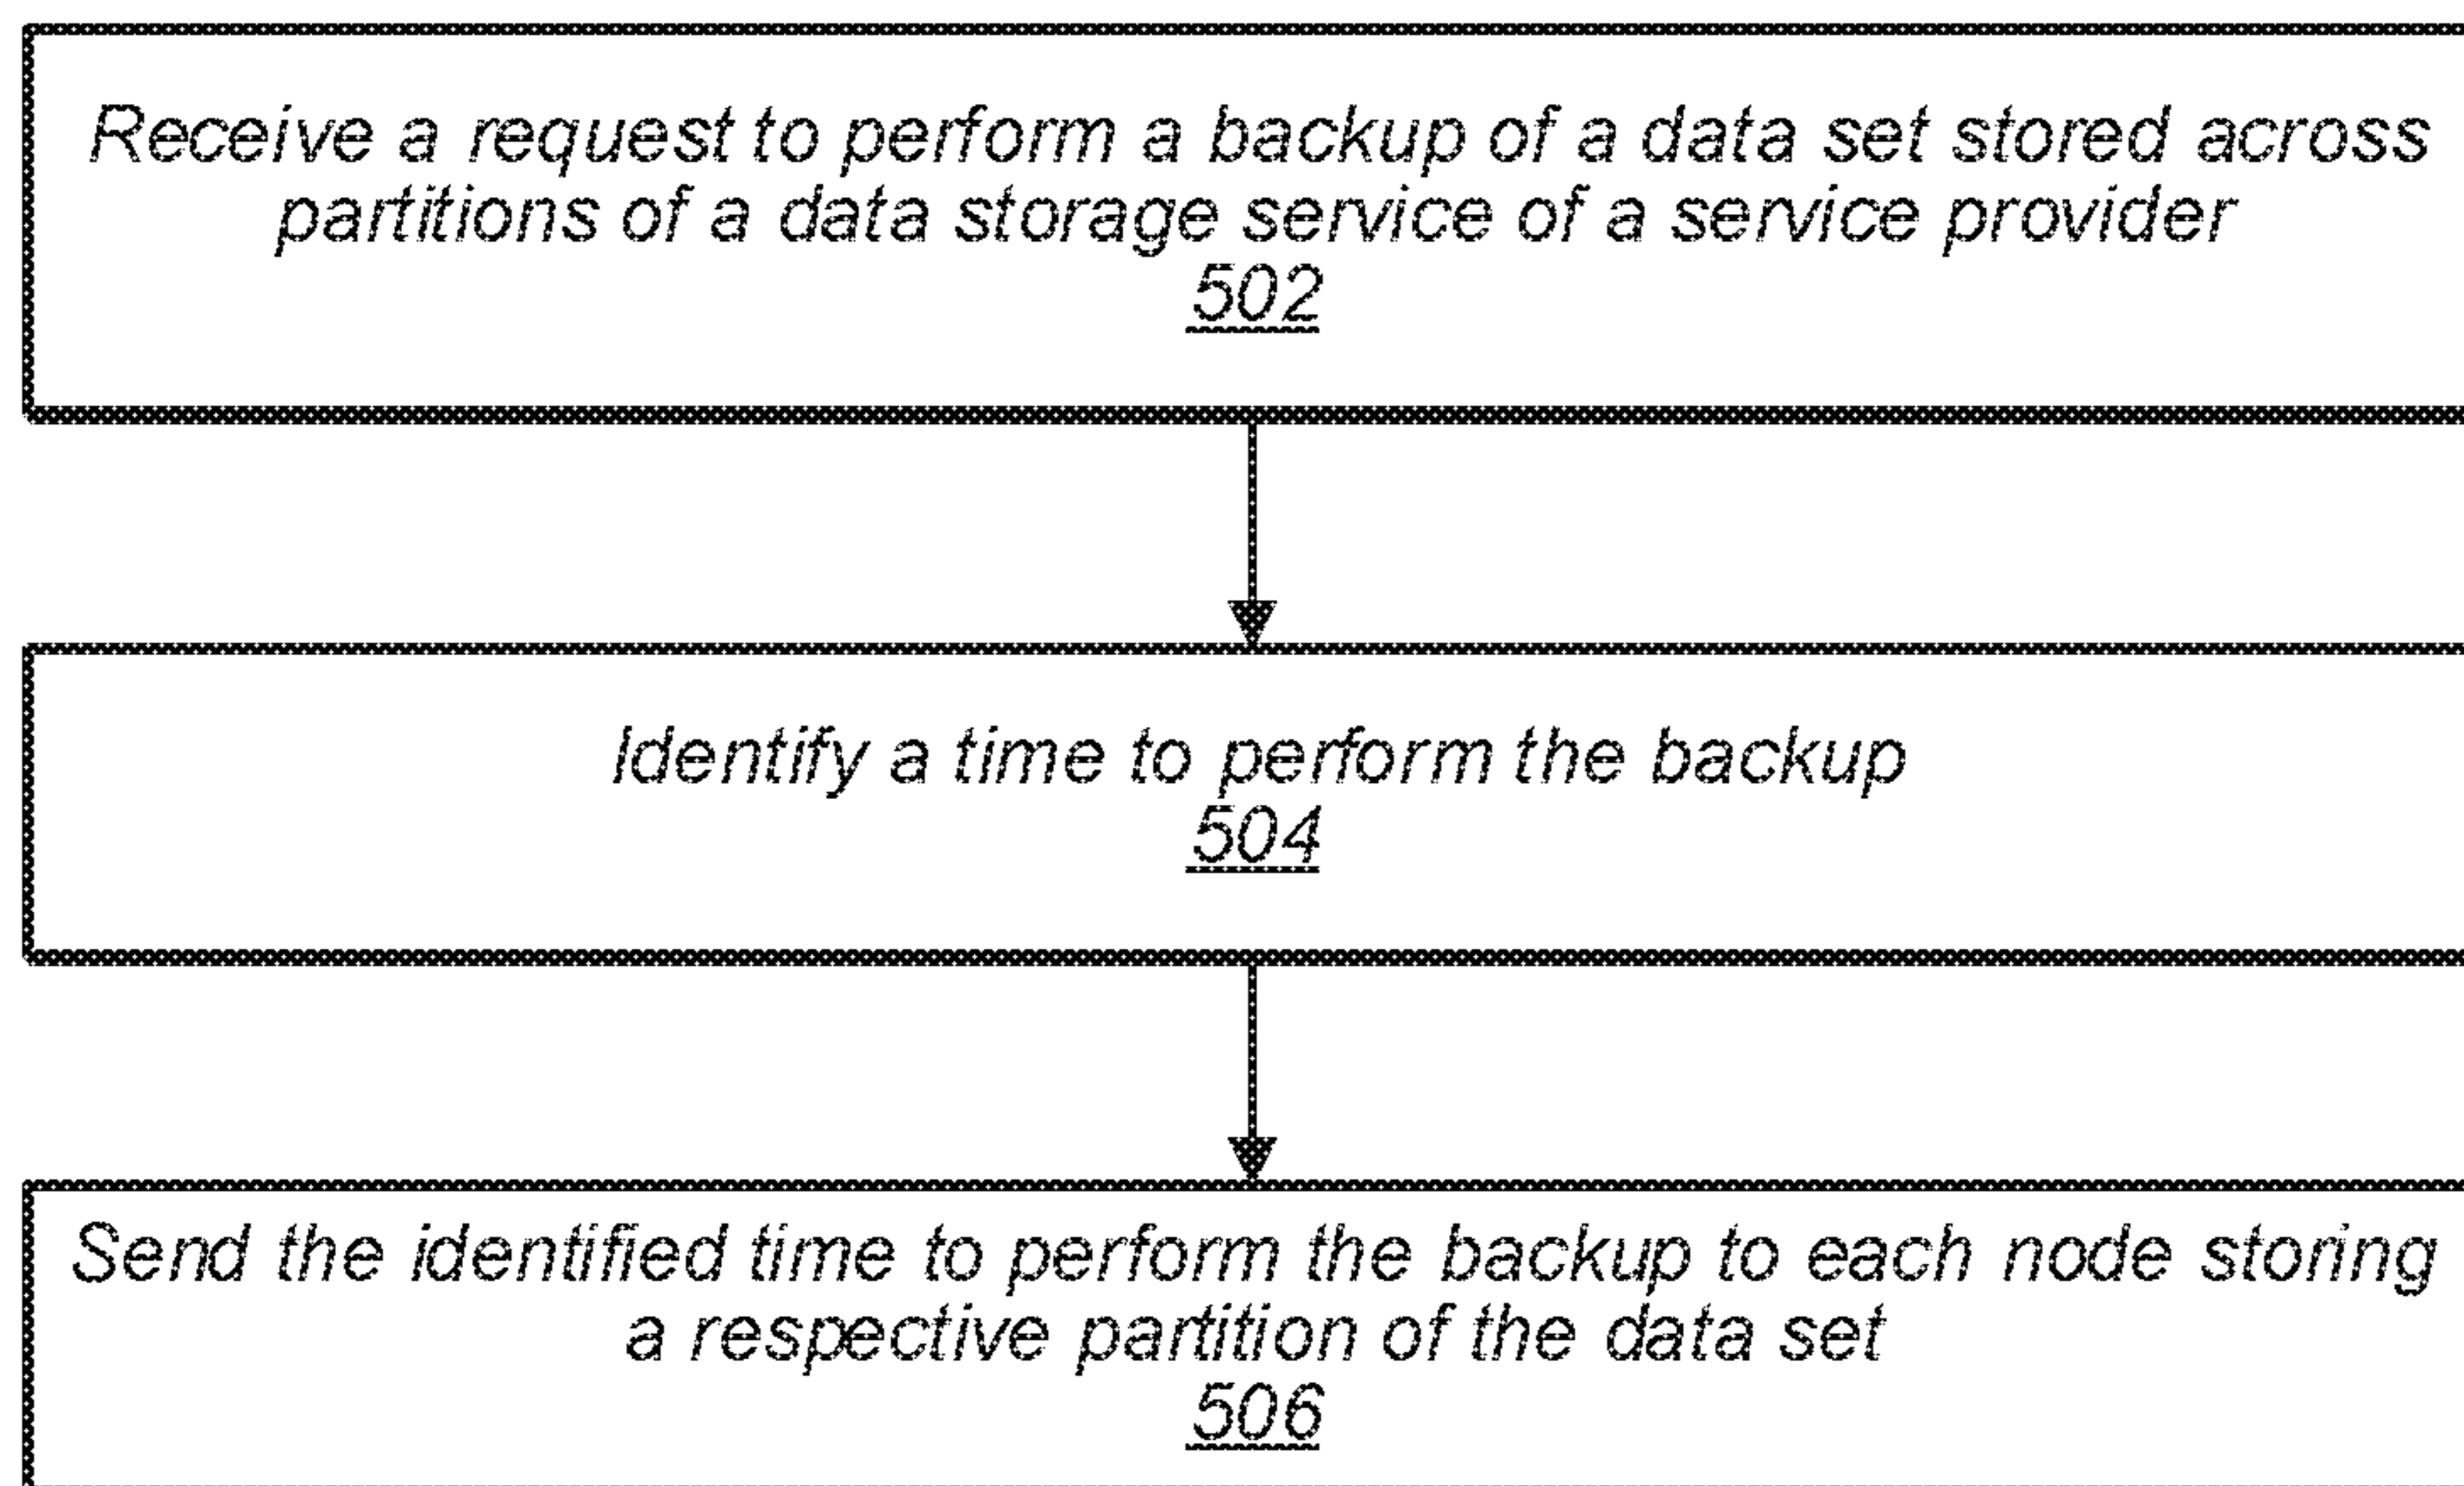 Receive a request to perform a backup of a data set stored across
partitions of a data storage service of a service provider
502
Identify a time to perform the backup
504
Send the identified time to perform the backup to each node storing
a respective partition of the data set
506